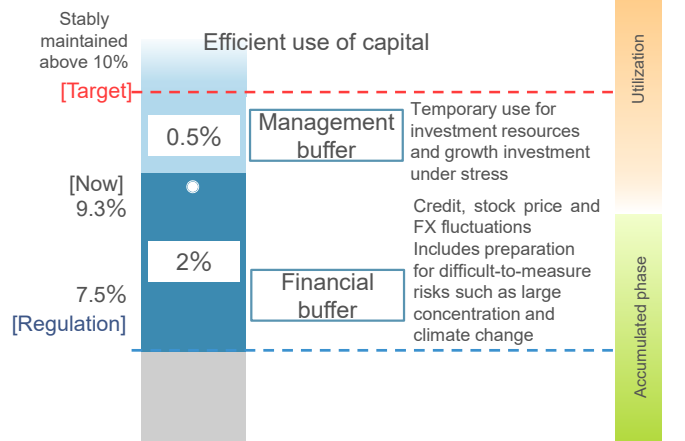 Stably
maintained
above 10%
Efficient use of capital
[Target]
0.5%
Management
buffer
Temporary use for
investment resources
and growth investment
under stress
Utilization
[Now]
9.3%
2%
Credit, stock price and
FX fluctuations
Includes preparation
for difficult-to-measure
risks such as large
concentration and
climate change
Financial
buffer
7.5%
[Regulation]
Accumulated phase